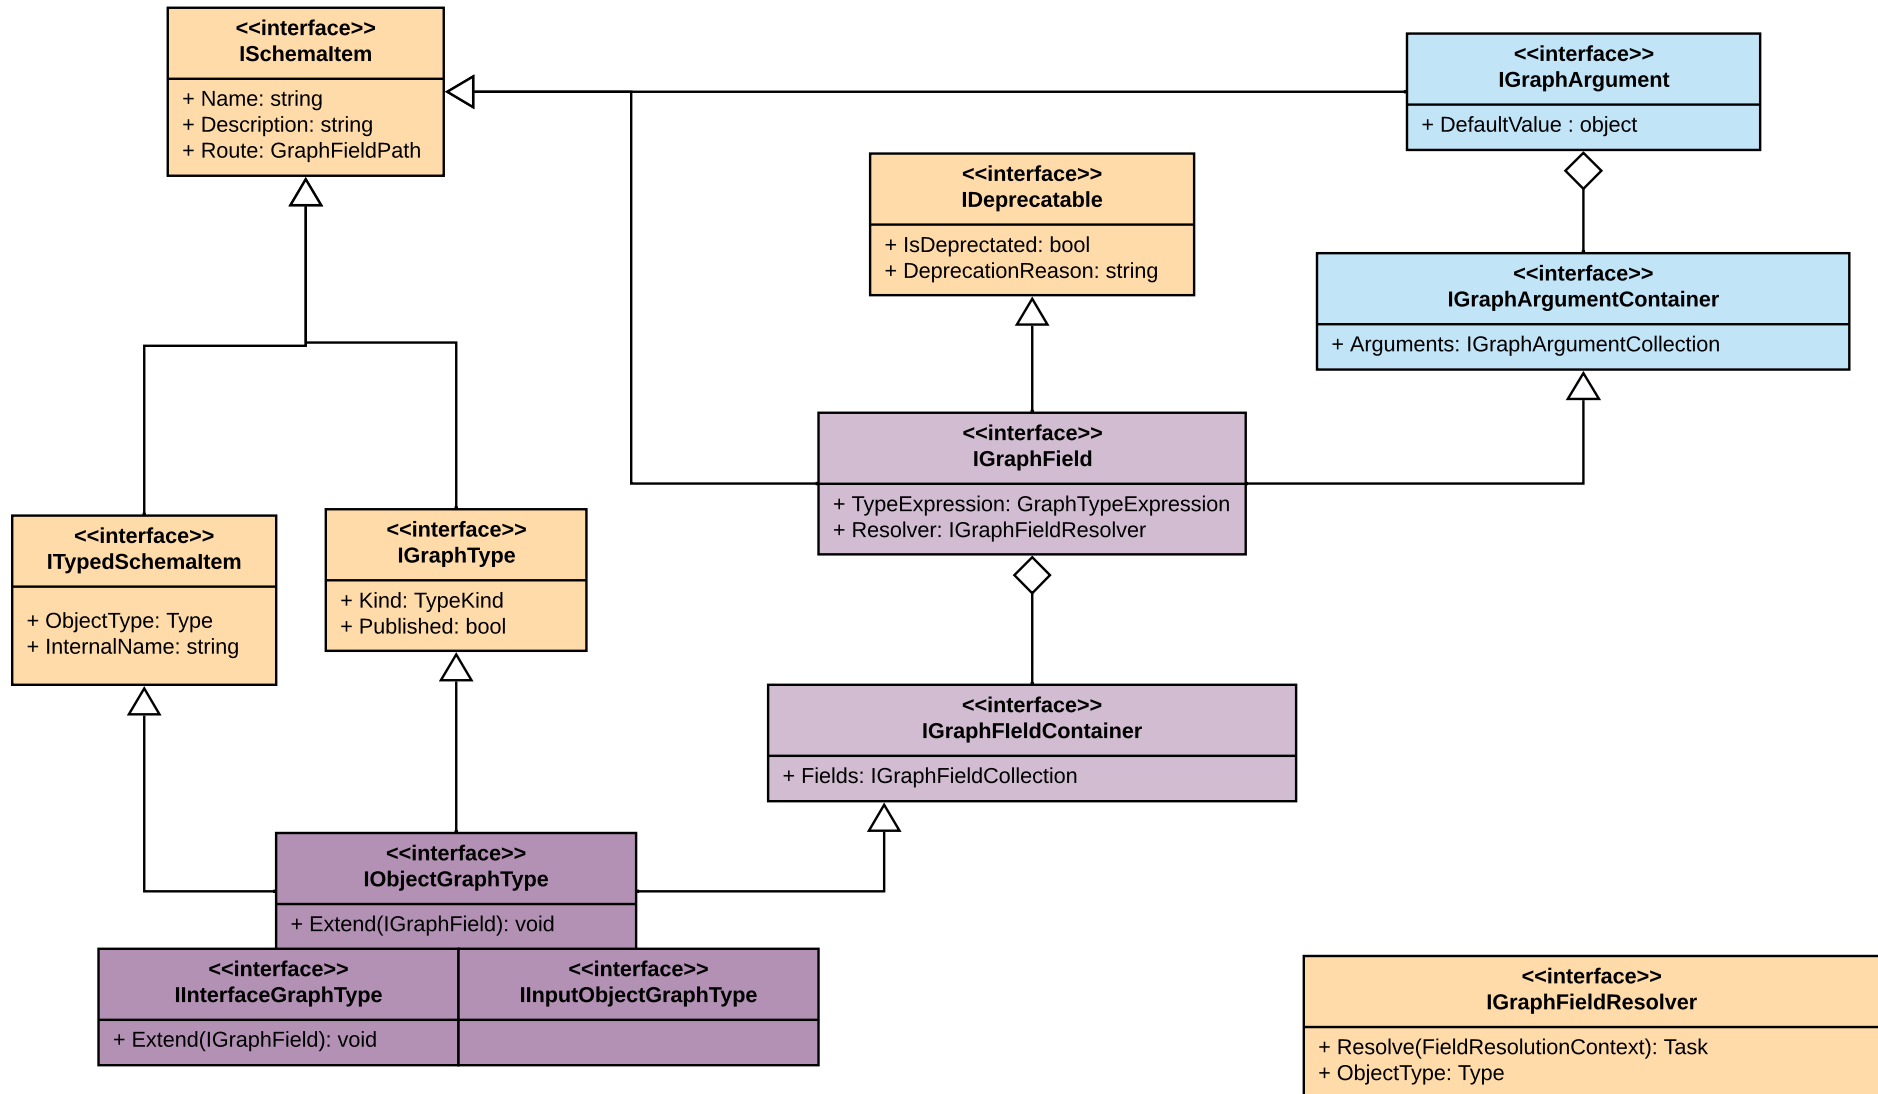 <<interface>>
ISchemaItem
+ Name: string
+ Description: string
+ Route: GraphFieldPath
<<interface>>
IGraphArgument
+ DefaultValue : object
<<interface>>
IDeprecatable
+ IsDeprectated: bool
+ DeprecationReason: string
<<interface>>
IGraphArgumentContainer
+ Arguments: IGraphArgumentCollection
<<interface>>
IGraphField
+ TypeExpression: GraphTypeExpression
+ Resolver: IGraphFieldResolver
<<interface>>
ITypedSchemaItem
+ ObjectType: Type
+ InternalName: string
<<interface>>
IGraphType
+ Kind: TypeKind
+ Published: bool
<<interface>>
IGraphFIeldContainer
+ Fields: IGraphFieldCollection
<<interface>>
IObjectGraphType
+ Extend(IGraphField): void
<<interface>>
IInterfaceGraphType
+ Extend(IGraphField): void
<<interface>>
IInputObjectGraphType
<<interface>>
IGraphFieldResolver
+ Resolve(FieldResolutionContext): Task
+ ObjectType: Type